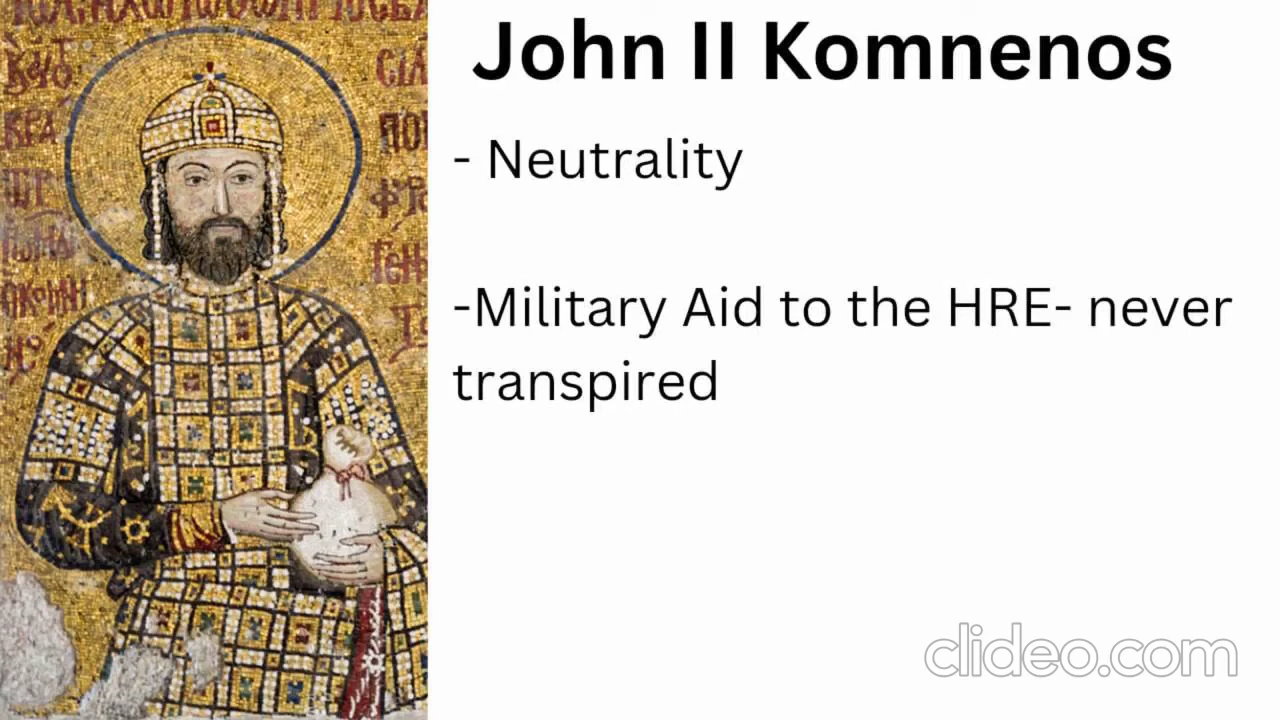 John II Komnenos
- Neutrality
-Military Aid to the HRE- never
transpired
clideo.com